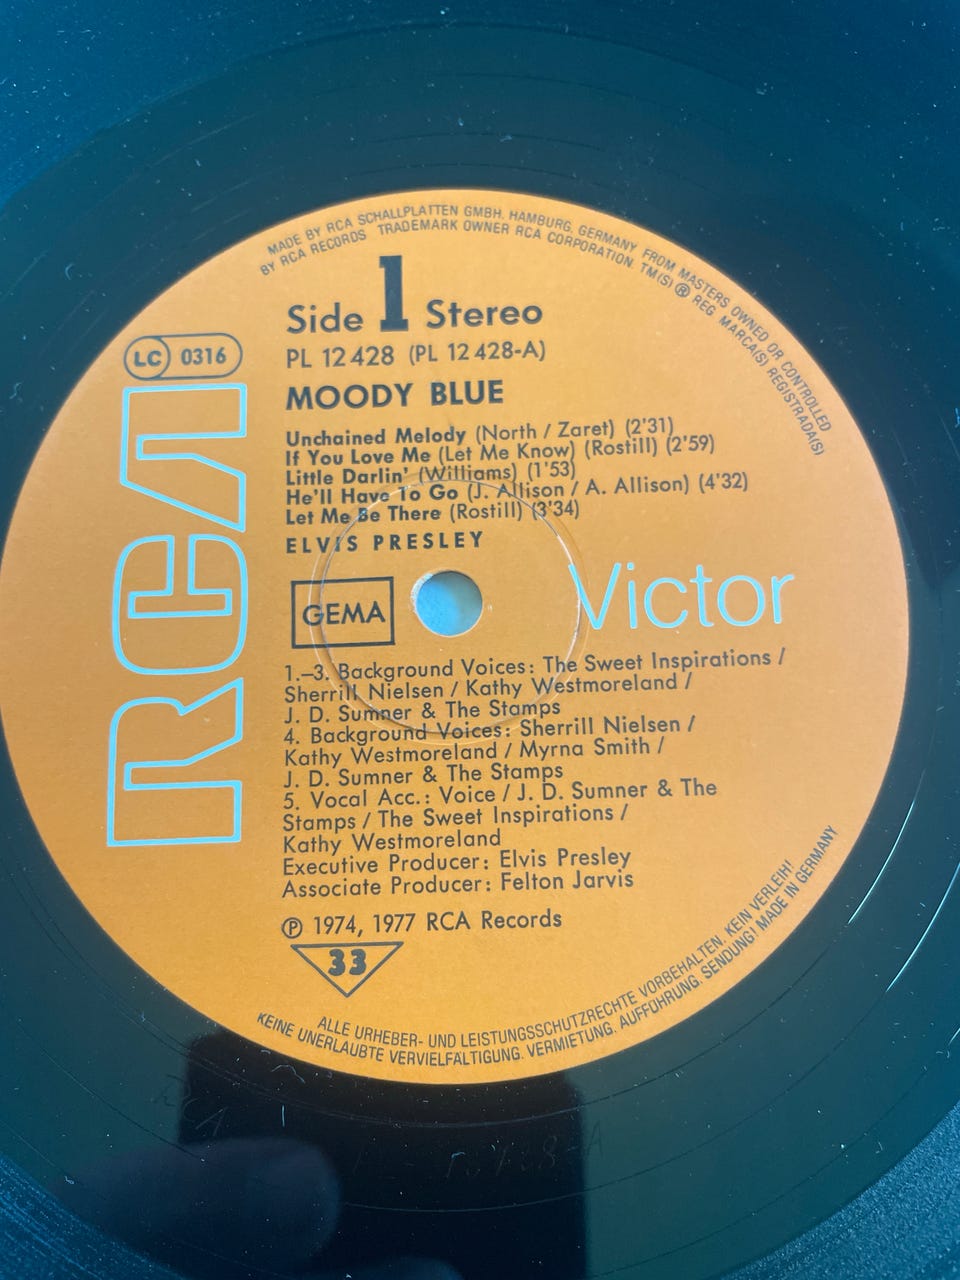 MADE BY RCA SCHALLPLATTEN GMBH, HAMBURG, GERMANY FROM MASTERS OWNED OR CONTROLLED
BY RCA RECORDS TRADEMARK OWNER RCA CORPORATION. TM(S) ® REG. MARCA(S) REGISTRADA(S)
Side 1 Stereo
LC 0316
PL 12428 (PL 12428-A)
MOODY BLUE
Unchained Melody (North / Zaret) (2'31)
If You Love Me (Let Me Know) (Rostill) (2'59)
Little Darlin' (Williams) (1'53)
He'll Have To Go (J. Allison / A. Allison) (4'32)
Let Me Be There (Rostill) (3'34)
ELVIS PRESLEY
RCA
GEMA
Victor
1.–3. Background Voices: The Sweet Inspirations /
Sherrill Nielsen / Kathy Westmoreland /
J. D. Sumner & The Stamps
4. Background Voices: Sherrill Nielsen /
Kathy Westmoreland / Myrna Smith /
J. D. Sumner & The Stamps
5. Vocal Acc.: Voice / J. D. Sumner & The
Stamps / The Sweet Inspirations /
Kathy Westmoreland
Executive Producer: Elvis Presley
Associate Producer: Felton Jarvis
℗ 1974, 1977 RCA Records
33
ALLE URHEBER- UND LEISTUNGSSCHUTZRECHTE VORBEHALTEN. KEIN VERLEIH!
KEINE UNERLAUBTE VERVIELFÄLTIGUNG, VERMIETUNG, AUFFÜHRUNG, SENDUNG! MADE IN GERMANY
RCA